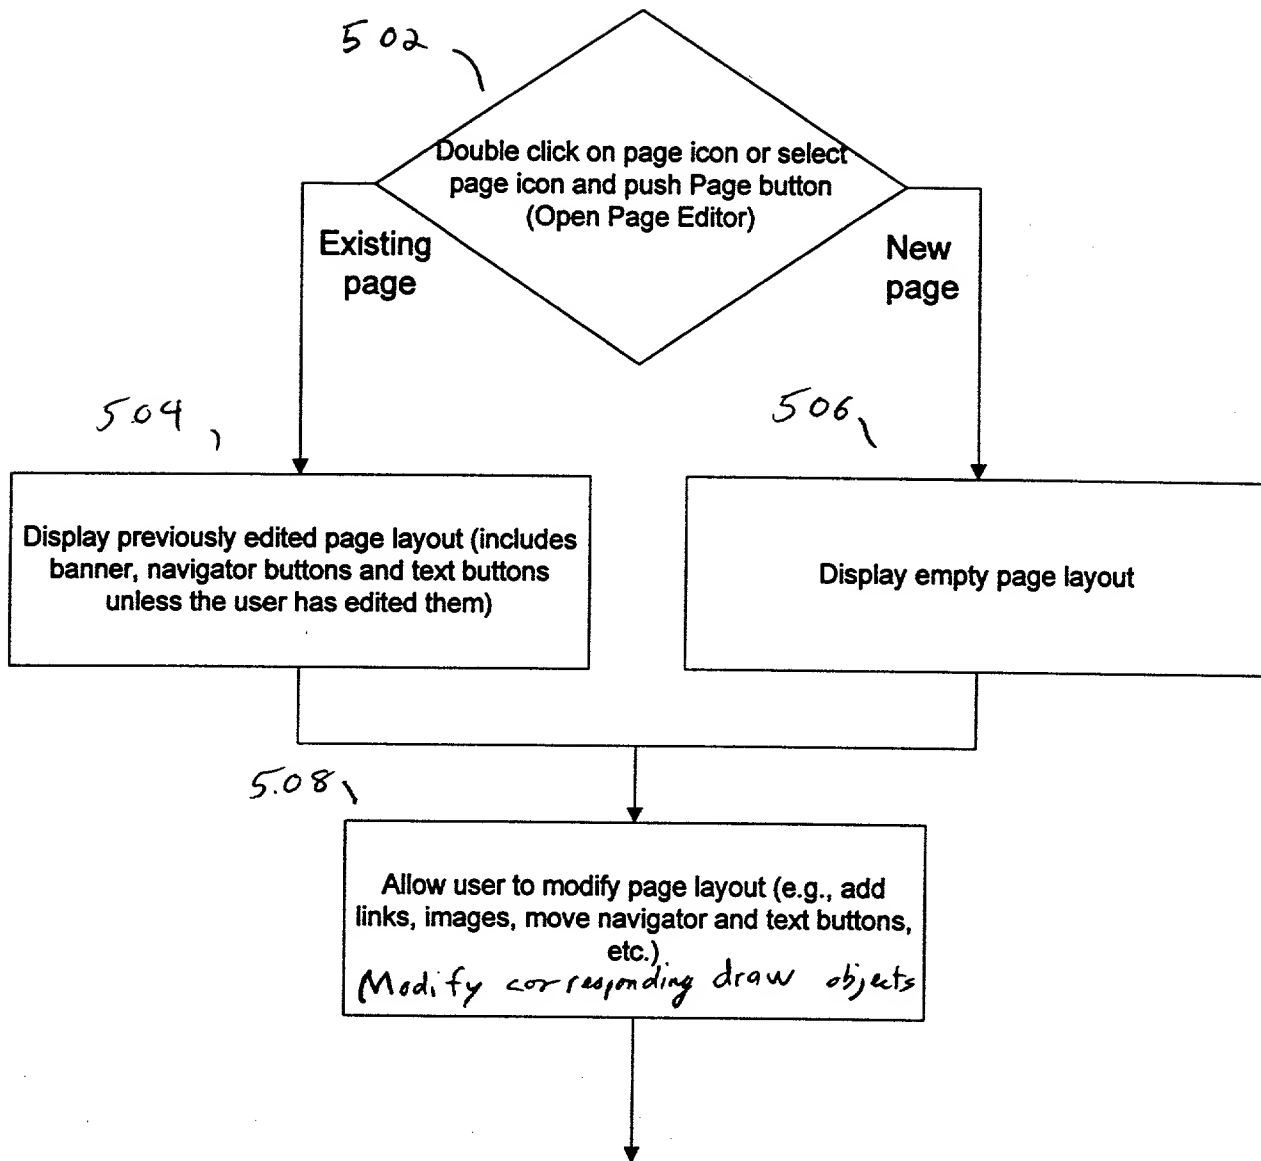 502
Double click on page icon or select
page icon and push Page button
(Open Page Editor)
Existing
page
New
page
504
506
Display previously edited page layout (includes
banner, navigator buttons and text buttons
unless the user has edited them)
Display empty page layout
508
Allow user to modify page layout (e.g., add
links, images, move navigator and text buttons,
etc.).
Modify corresponding draw objects